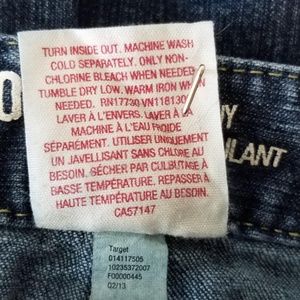 TURN INSIDE OUT. MACHINE WASH
COLD SEPARATELY. ONLY NON-
CHLORINE BLEACH WHEN NEEDED.
TUMBLE DRY LOW. WARM IRON WHEN
NEEDED. RN17730 VN118130
LAVER À L'ENVERS. LAVER À LA
MACHINE À L'EAU FROIDE
SÉPARÉMENT. UTILISER UNIQUEMENT
UN JAVELLISANT SANS CHLORE AU
BESOIN. SÉCHER PAR CULBUTAGE À
BASSE TEMPÉRATURE. REPASSER À
HAUTE TEMPÉRATURE AU BESOIN.
CA57147
Target
014117505
10235372007
F00000445
02/13